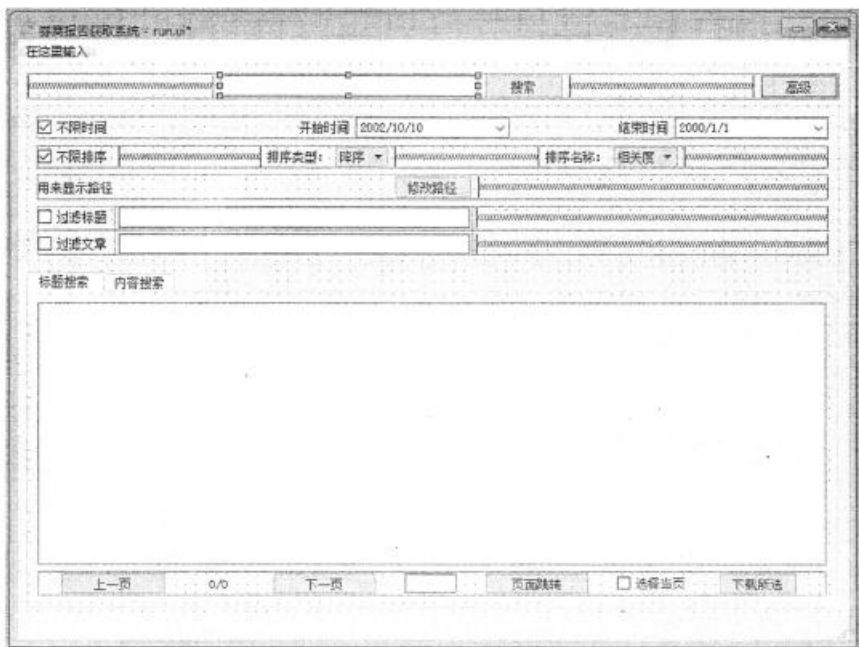 券商报告获取系统 - run.ui*
在这里输入
搜索 高级
不限时间 开始时间 2002/10/10 结束时间 2000/1/1
不限排序 排序类型: 降序 排序名称: 相关度
用来显示路径 修改路径
过滤标题
过滤文章
标题搜索 内容搜索
上一页 0/0 下一页 页面跳转 选择当页 下载所选